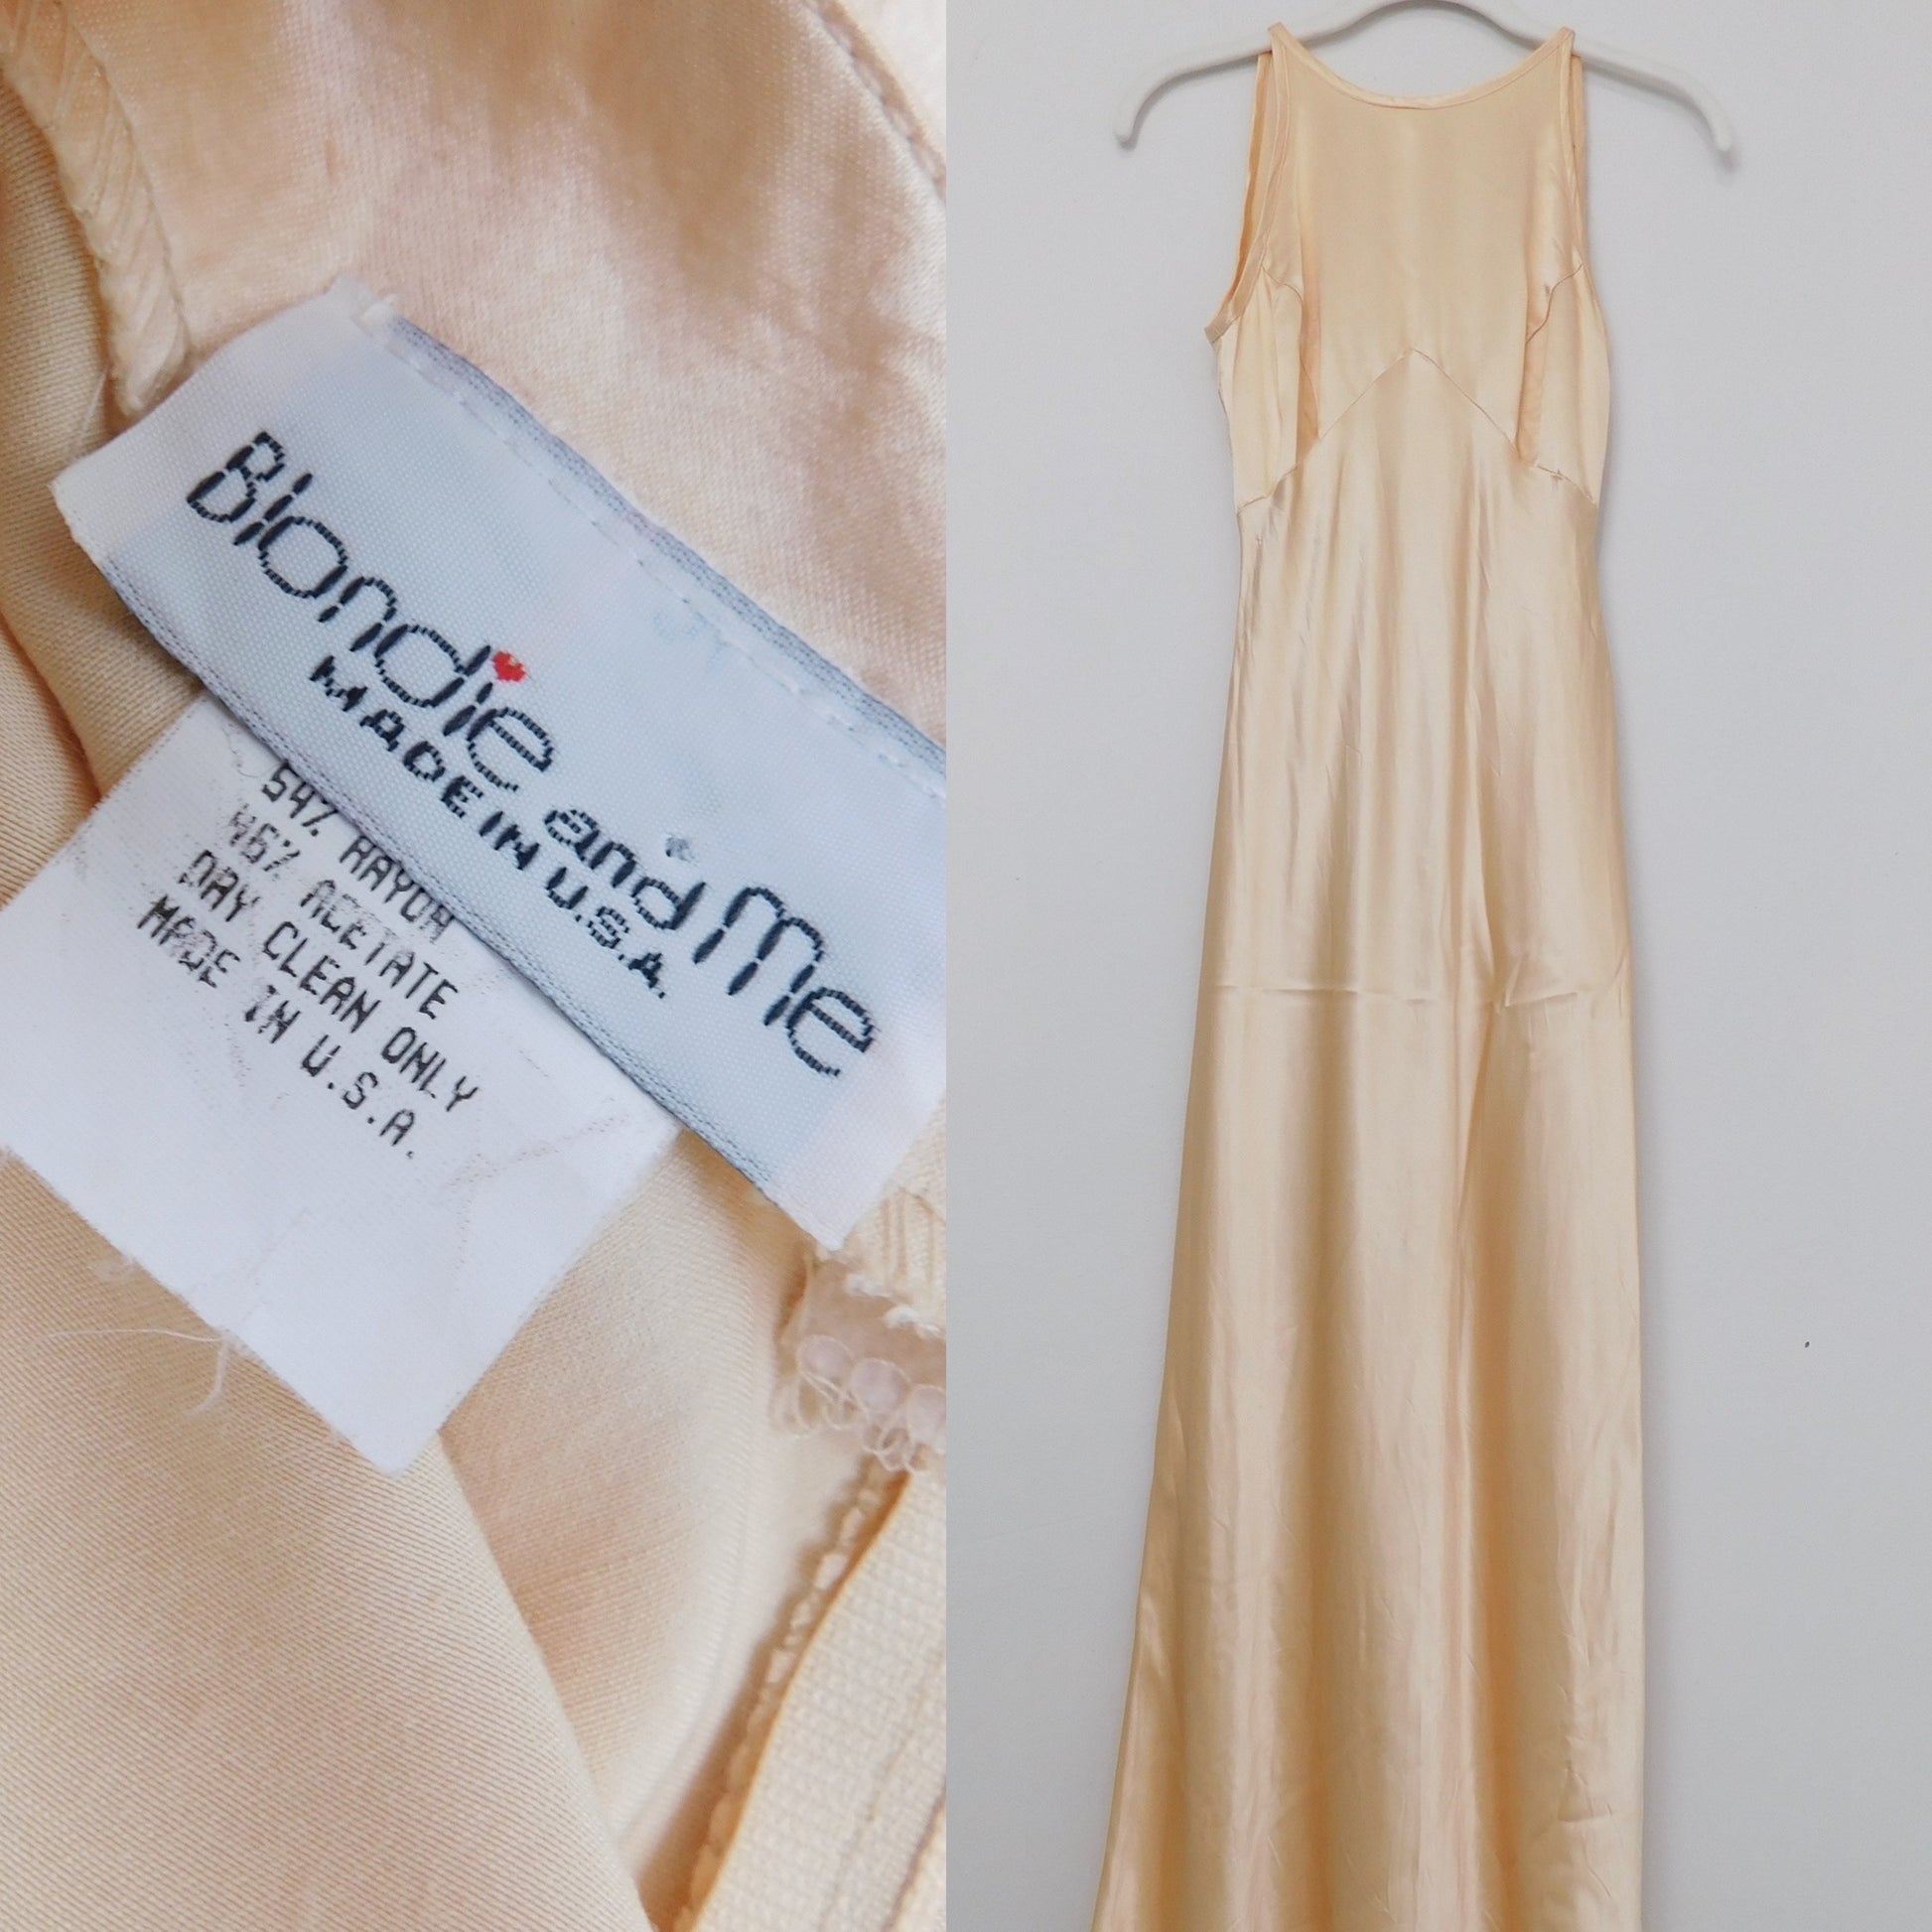 Blondie and Me
MADE IN U.S.A.
54% RAYON
46% ACETATE
DRY CLEAN ONLY
MADE IN U.S.A.